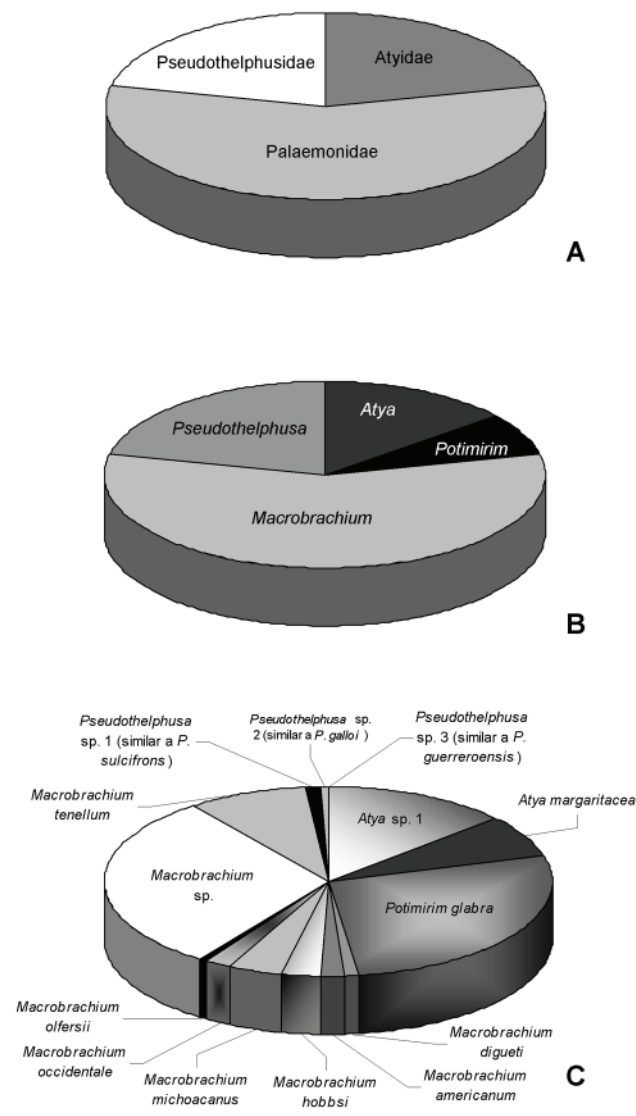 Pseudothelphusidae
Atyidae
Palaemonidae
A
Atya
Pseudothelphusa
Potimirim
Macrobrachium
B
Pseudothelphusa
sp. 1 (similar a P.
sulcifrons)
Pseudothelphusa sp.
2 (similar a P. galloi)
Pseudothelphusa
sp. 3 (similar a P.
guerreroensis)
Macrobrachium
tenellum
Atya sp. 1
Atya margaritacea
Macrobrachium
sp.
Potimirim glabra
Macrobrachium
olfersii
Macrobrachium
occidentale
Macrobrachium
michoacanus
Macrobrachium
hobbsi
Macrobrachium
americanum
Macrobrachium
digueti
C